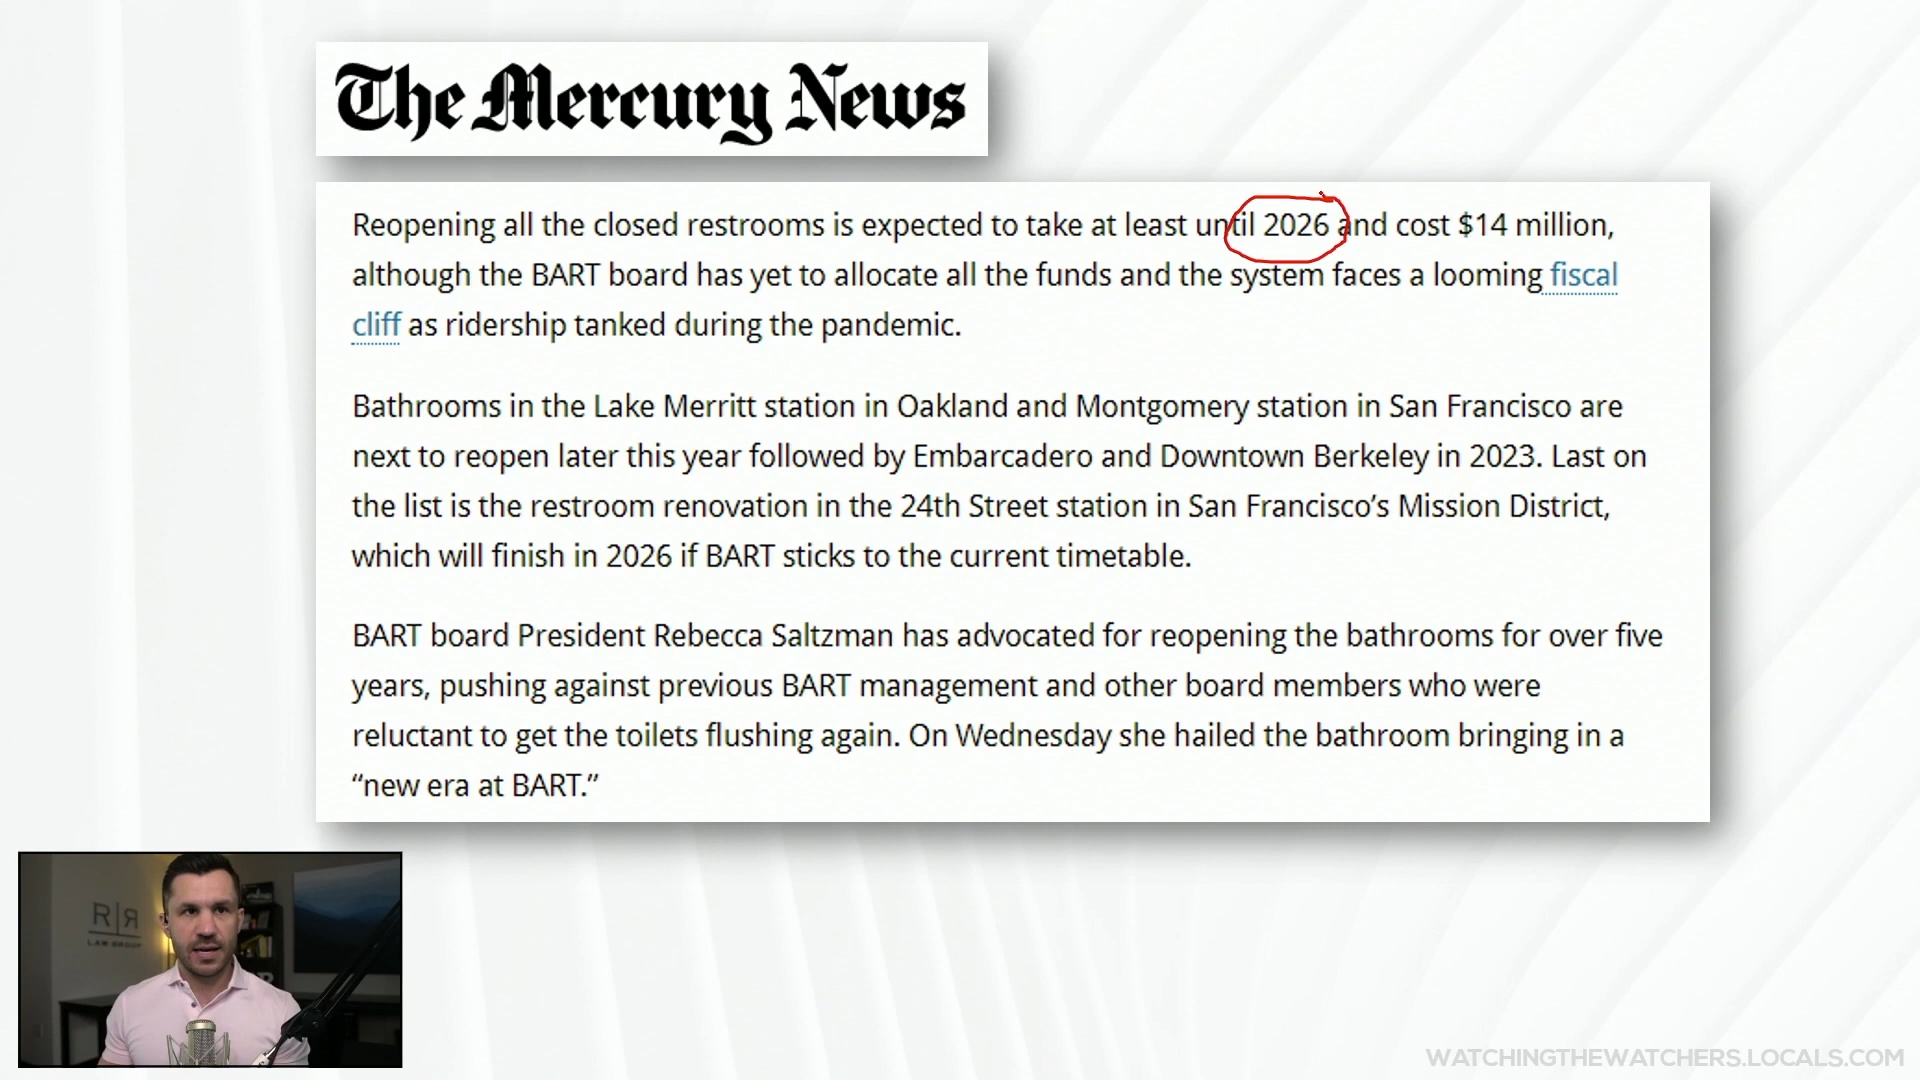 The Mercury News
Reopening all the closed restrooms is expected to take at least until 2026 and cost $14 million,
although the BART board has yet to allocate all the funds and the system faces a looming fiscal
cliff as ridership tanked during the pandemic.
Bathrooms in the Lake Merritt station in Oakland and Montgomery station in San Francisco are
next to reopen later this year followed by Embarcadero and Downtown Berkeley in 2023. Last on
the list is the restroom renovation in the 24th Street station in San Francisco’s Mission District,
which will finish in 2026 if BART sticks to the current timetable.
BART board President Rebecca Saltzman has advocated for reopening the bathrooms for over five
years, pushing against previous BART management and other board members who were
reluctant to get the toilets flushing again. On Wednesday she hailed the bathroom bringing in a
“new era at BART.”
R|R
LAW GROUP
WATCHINGTHEWATCHERS.LOCALS.COM